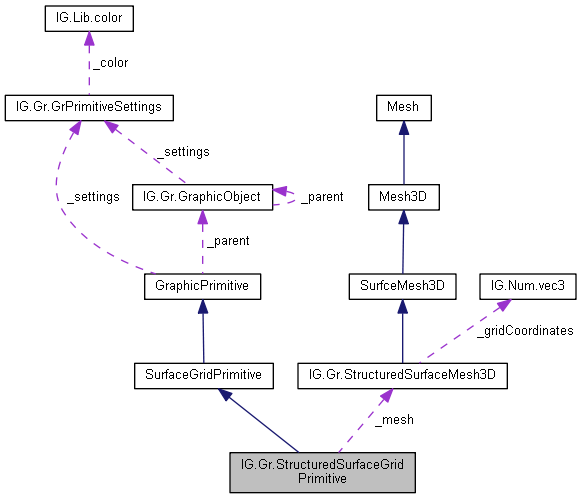 IG.Lib.color
_color
IG.Gr.GrPrimitiveSettings
Mesh
_settings
_settings
IG.Gr.GraphicObject
_parent
Mesh3D
_parent
GraphicPrimitive
SurfceMesh3D
IG.Num.vec3
_gridCoordinates
SurfaceGridPrimitive
IG.Gr.StructuredSurfaceMesh3D
_mesh
IG.Gr.StructuredSurfaceGrid
Primitive